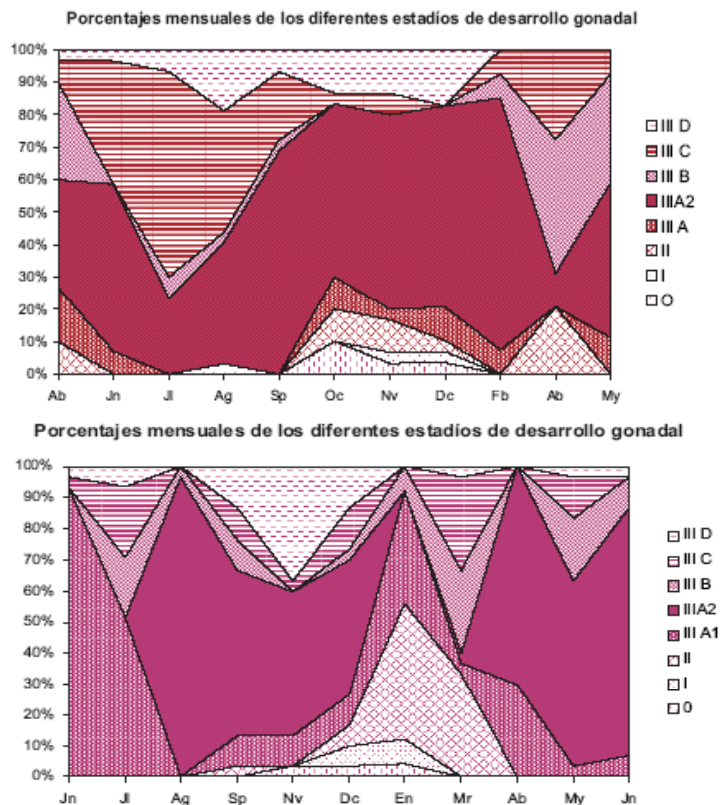 Porcentajes mensuales de los diferentes estadíos de desarrollo gonadal
100%
90%
80%
70%
60%
50%
40%
30%
20%
10%
0%
Ab Jn Jl Ag Sp Oc Nv Dc Fb Ab My
III D
III C
III B
IIIA2
III A
II
I
O
Porcentajes mensuales de los diferentes estadíos de desarrollo gonadal
100%
90%
80%
70%
60%
50%
40%
30%
20%
10%
0%
Jn Jl Ag Sp Nv Dc En Mr Ab My Jn
III D
III C
III B
IIIA2
III A1
II
I
0